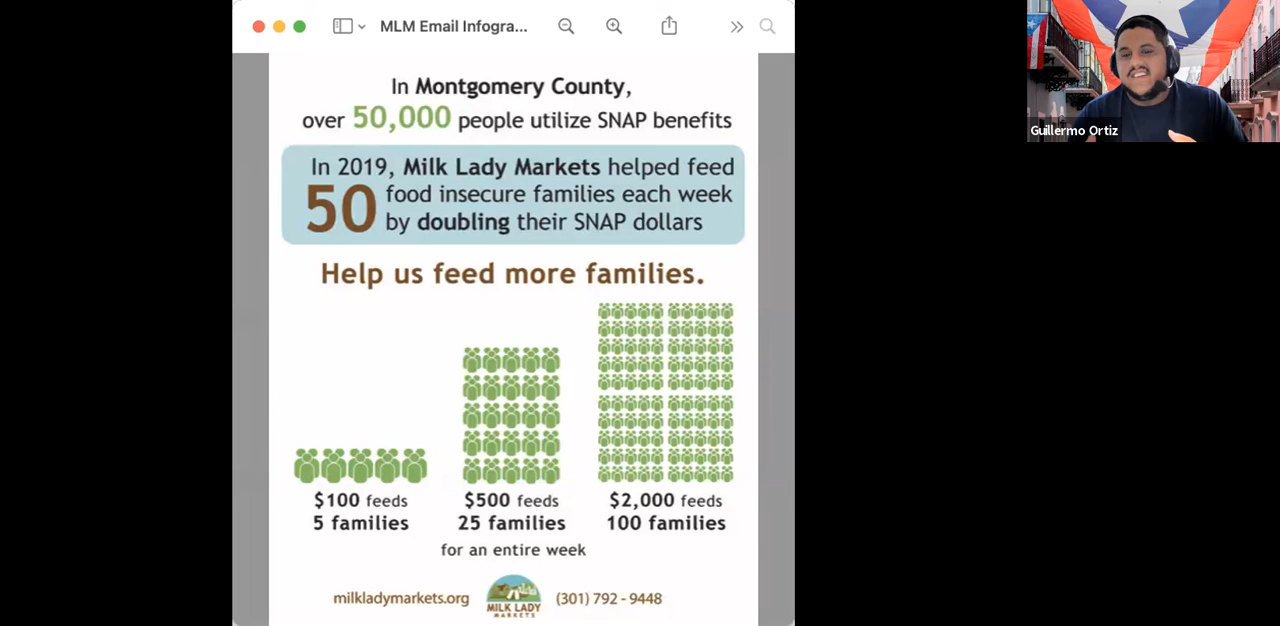 MLM Email Infogra...
In Montgomery County,
over 50,000 people utilize SNAP benefits
In 2019, Milk Lady Markets helped feed
50 food insecure families each week
by doubling their SNAP dollars
Help us feed more families.
$100 feeds
5 families
$500 feeds
25 families
$2,000 feeds
100 families
for an entire week
milkladymarkets.org
MILK LADY
MARKETS
(301) 792 - 9448
Guillermo Ortiz